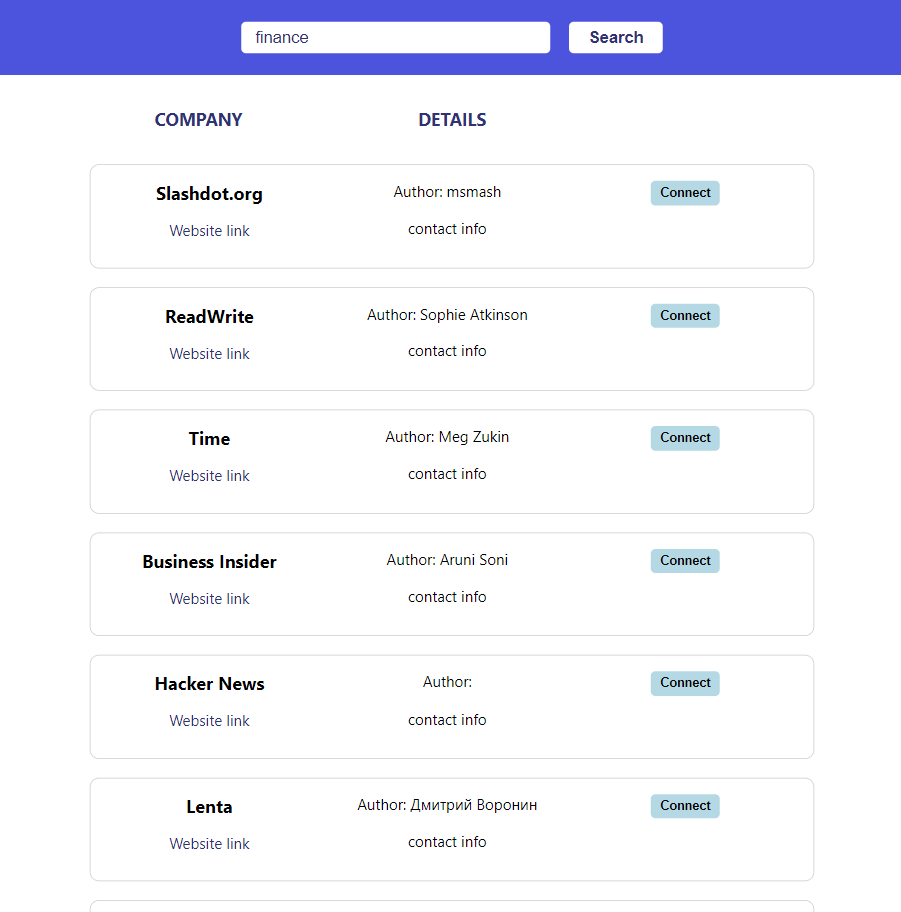 finance Search
COMPANY DETAILS
Slashdot.org Author: msmash Connect
Website link contact info
ReadWrite Author: Sophie Atkinson Connect
Website link contact info
Time Author: Meg Zukin Connect
Website link contact info
Business Insider Author: Aruni Soni Connect
Website link contact info
Hacker News Author: Connect
Website link contact info
Lenta Author: Дмитрий Воронин Connect
Website link contact info